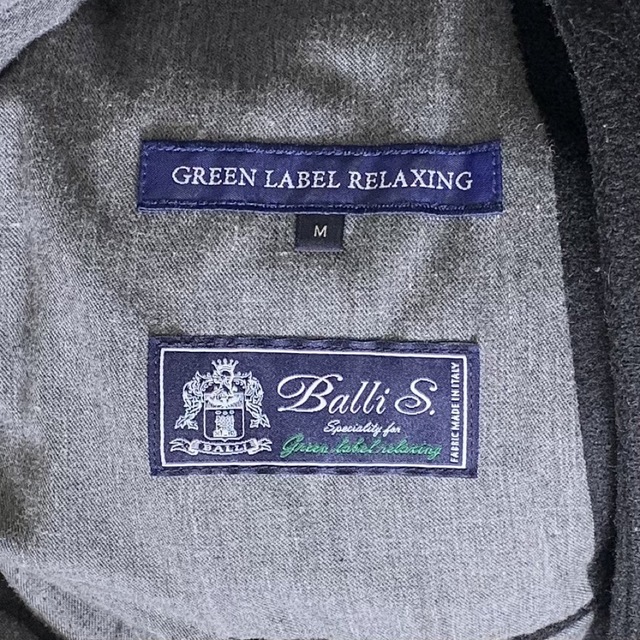 GREEN LABEL RELAXING
M
Balli S.
Speciality for
Green label relaxing
BALLI
FABRIC MADE IN ITALY